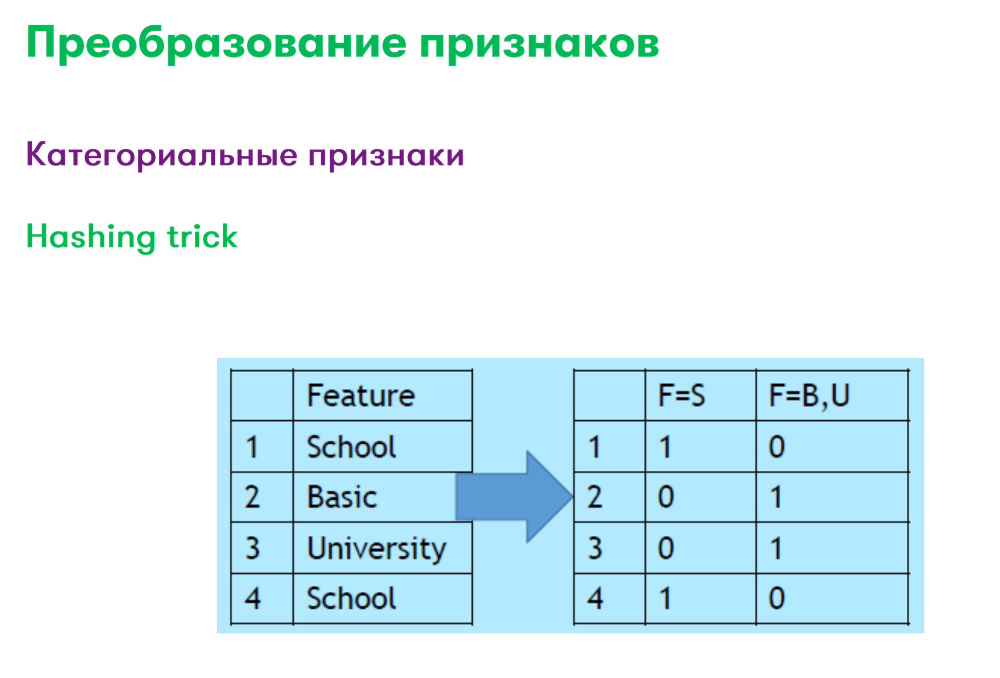 Преобразование признаков
Категориальные признаки
Hashing trick
Feature
1 School
2 Basic
3 University
4 School
F=S F=B,U
1 1 0
2 0 1
3 0 1
4 1 0